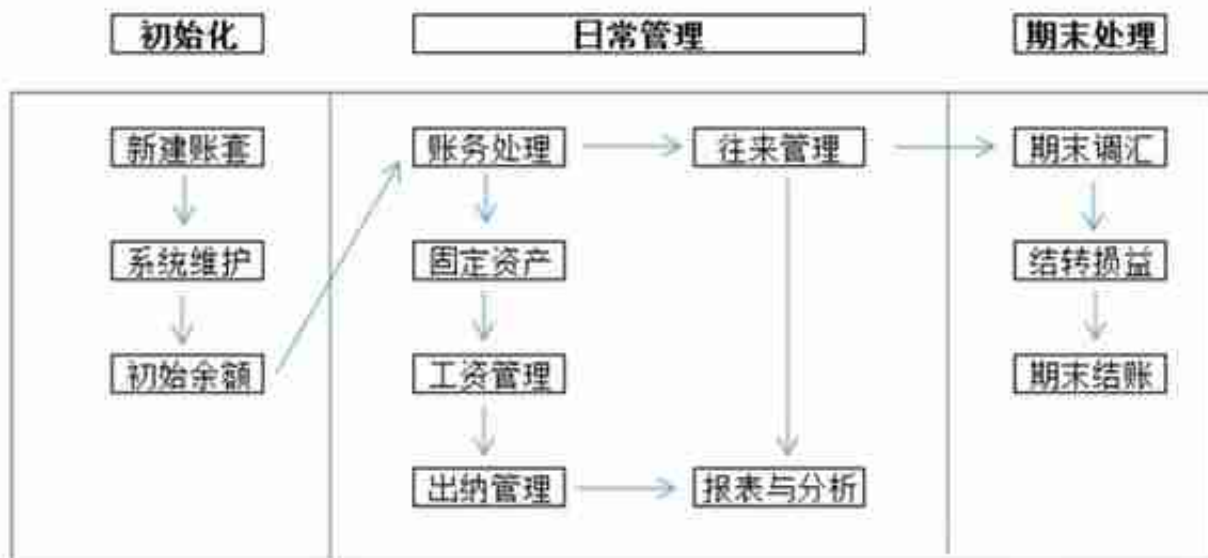 初始化
日常管理
期末处理
新建账套
账务处理
往来管理
期末调汇
系统维护
固定资产
结转损益
初始余额
工资管理
期末结账
出纳管理
报表与分析